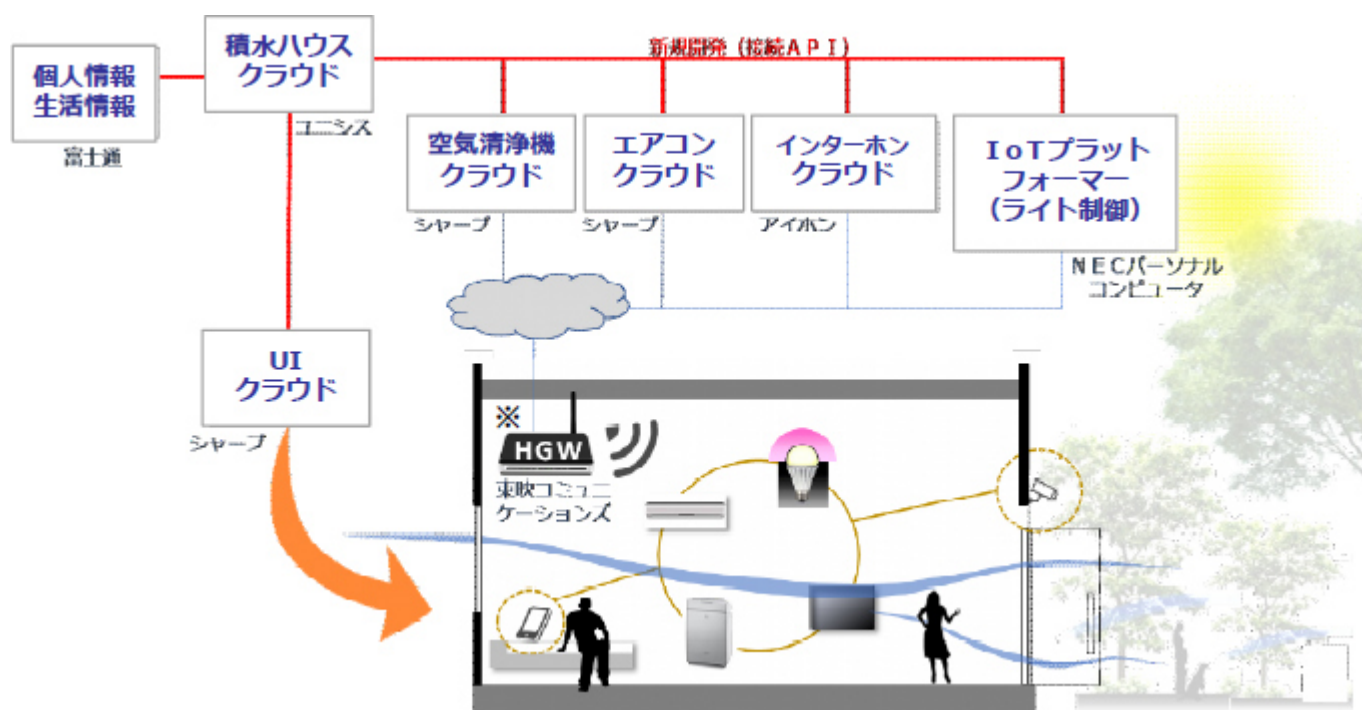 積水ハウス
クラウド
新規開発（接続ＡＰＩ）
個人情報
生活情報
ユニシス
富士通
空気清浄機
クラウド
エアコン
クラウド
インターホン
クラウド
ＩｏＴプラット
フォーマー
（ライト制御）
シャープ
シャープ
アイホン
ＮＥＣパーソナル
コンピュータ
UI
クラウド
シャープ
※
HGW
東映コミュニ
ケーションズ